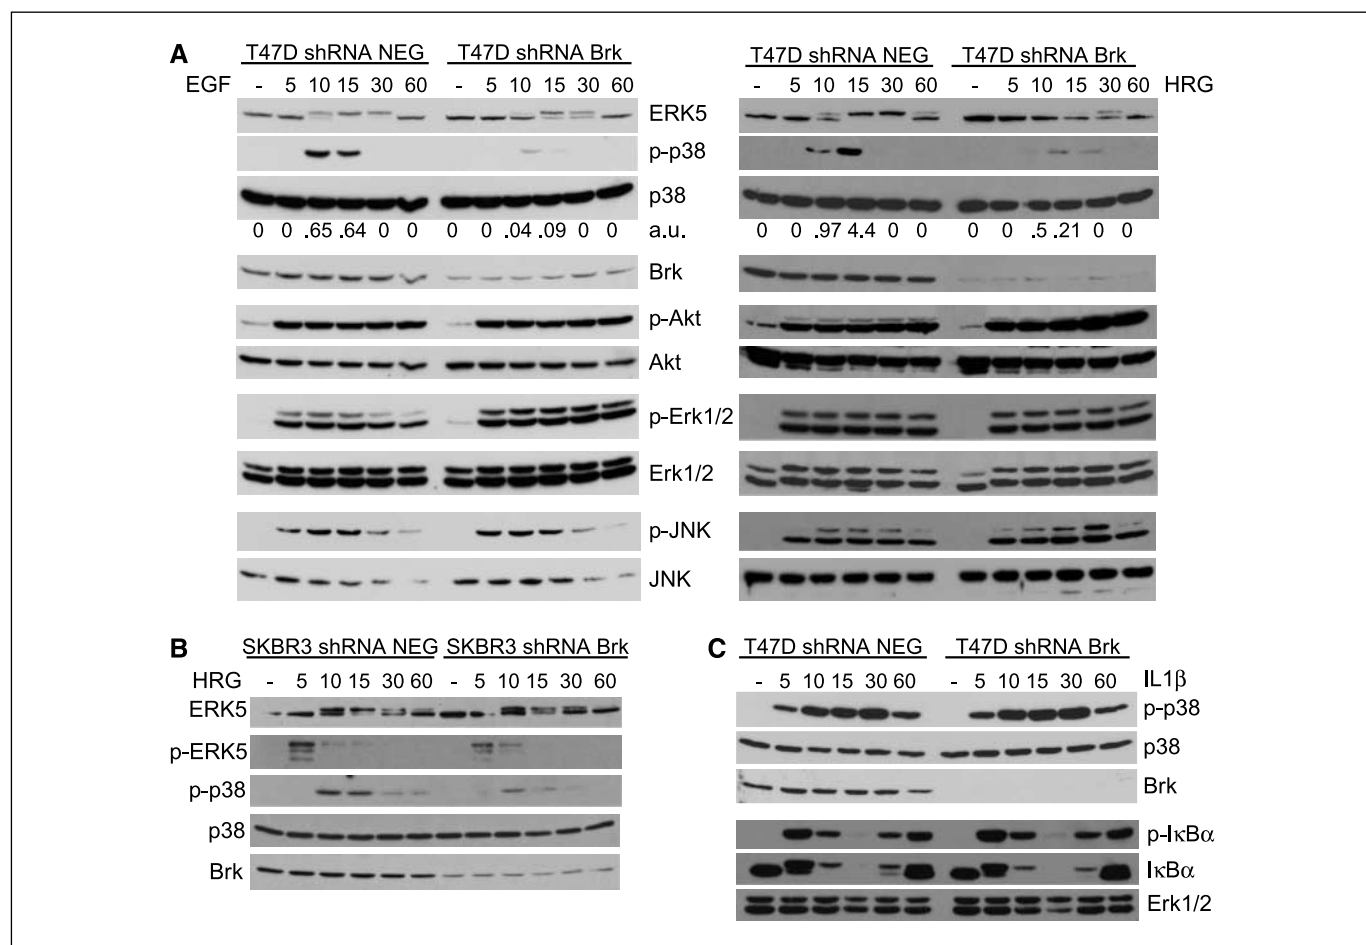 A
T47D shRNA NEG T47D shRNA Brk
EGF - 5 10 15 30 60 - 5 10 15 30 60
T47D shRNA NEG T47D shRNA Brk
- 5 10 15 30 60 - 5 10 15 30 60 HRG
ERK5
p-p38
p38
0 0 .65 .64 0 0 0 0 .04 .09 0 0 a.u. 0 0 .97 4.4 0 0 0 0 .5 .21 0 0
Brk
p-Akt
Akt
p-Erk1/2
Erk1/2
p-JNK
JNK
B
SKBR3 shRNA NEG SKBR3 shRNA Brk
HRG - 5 10 15 30 60 - 5 10 15 30 60
ERK5
p-ERK5
p-p38
p38
Brk
C
T47D shRNA NEG T47D shRNA Brk
- 5 10 15 30 60 - 5 10 15 30 60 IL1β
p-p38
p38
Brk
p-IκBα
IκBα
Erk1/2